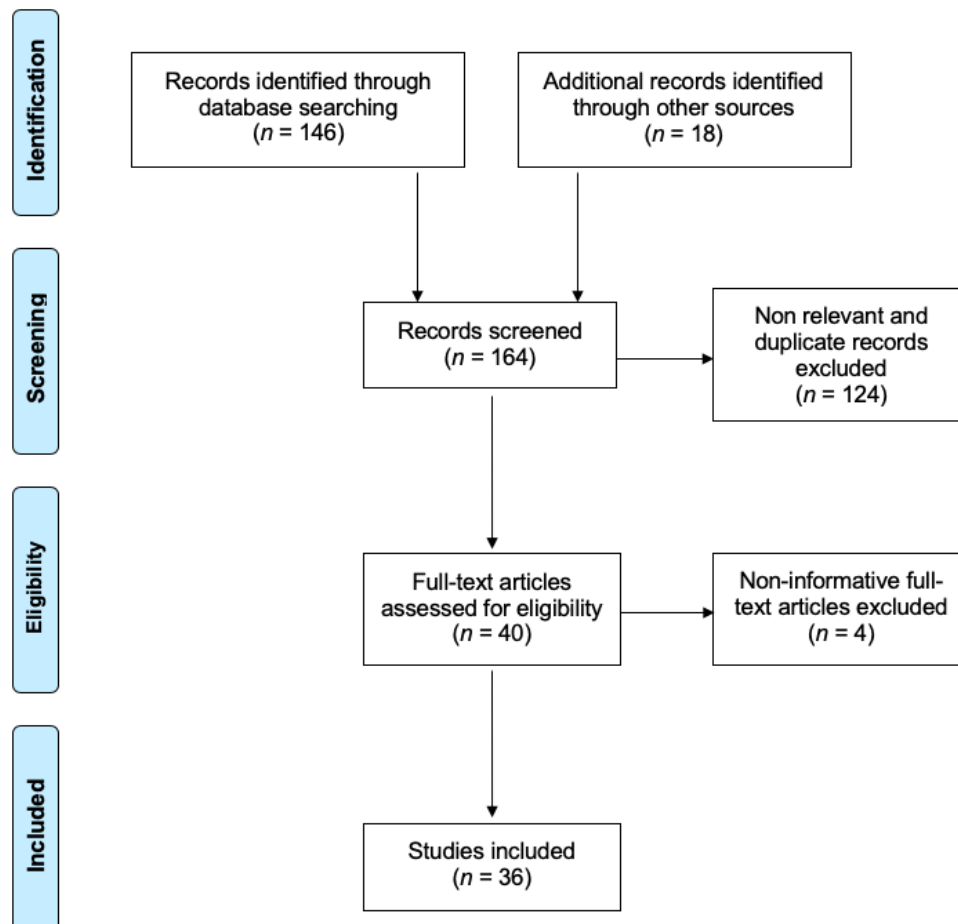 Identification
Records identified through
database searching
(n = 146)
Additional records identified
through other sources
(n = 18)
Screening
Records screened
(n = 164)
Non relevant and
duplicate records
excluded
(n = 124)
Eligibility
Full-text articles
assessed for eligibility
(n = 40)
Non-informative full-
text articles excluded
(n = 4)
Included
Studies included
(n = 36)